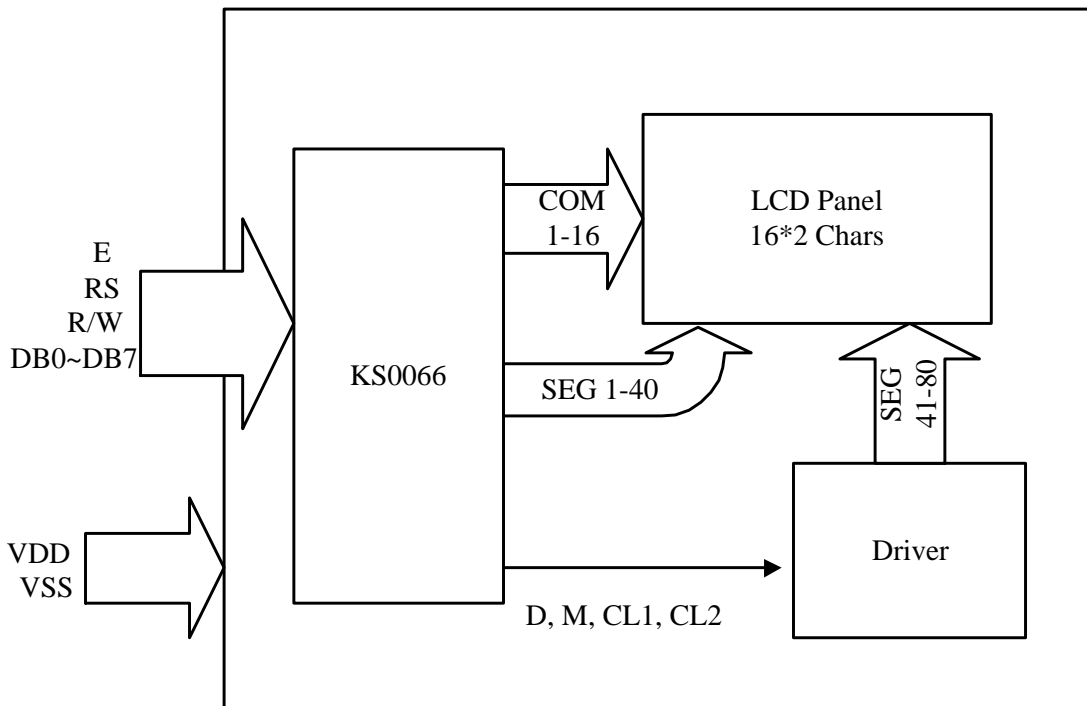 E
RS
R/W
DB0~DB7
VDD
VSS
KS0066
COM
1-16
SEG 1-40
D, M, CL1, CL2
LCD Panel
16*2 Chars
SEG
41-80
Driver